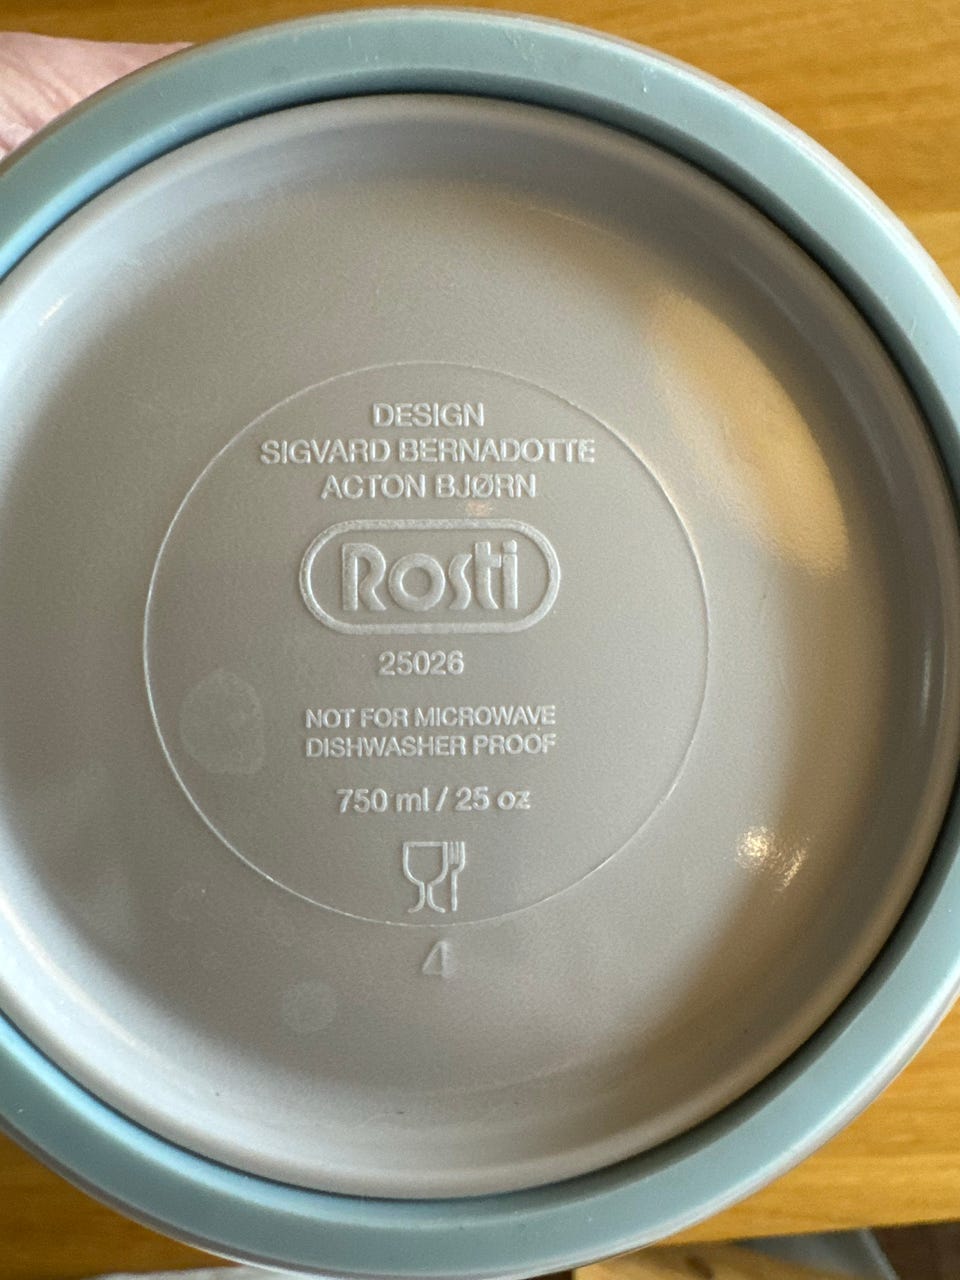 DESIGN
SIGVARD BERNADOTTE
ACTON BJØRN
Rosti
25026
NOT FOR MICROWAVE
DISHWASHER PROOF
750 ml / 25 oz
4